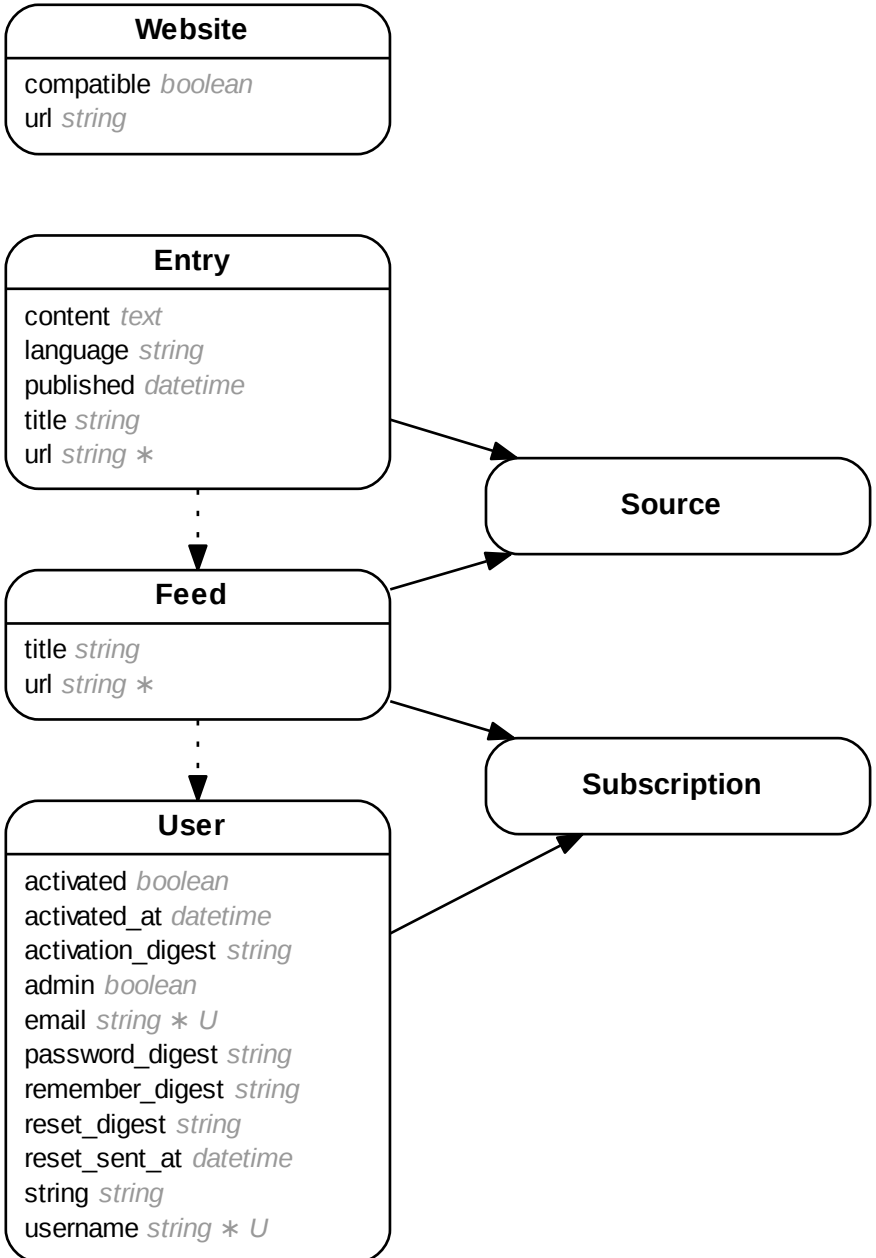 Website
compatible boolean
url string
Entry
content text
language string
published datetime
title string
url string ∗
Source
Feed
title string
url string ∗
Subscription
User
activated boolean
activated_at datetime
activation_digest string
admin boolean
email string ∗ U
password_digest string
remember_digest string
reset_digest string
reset_sent_at datetime
string string
username string ∗ U